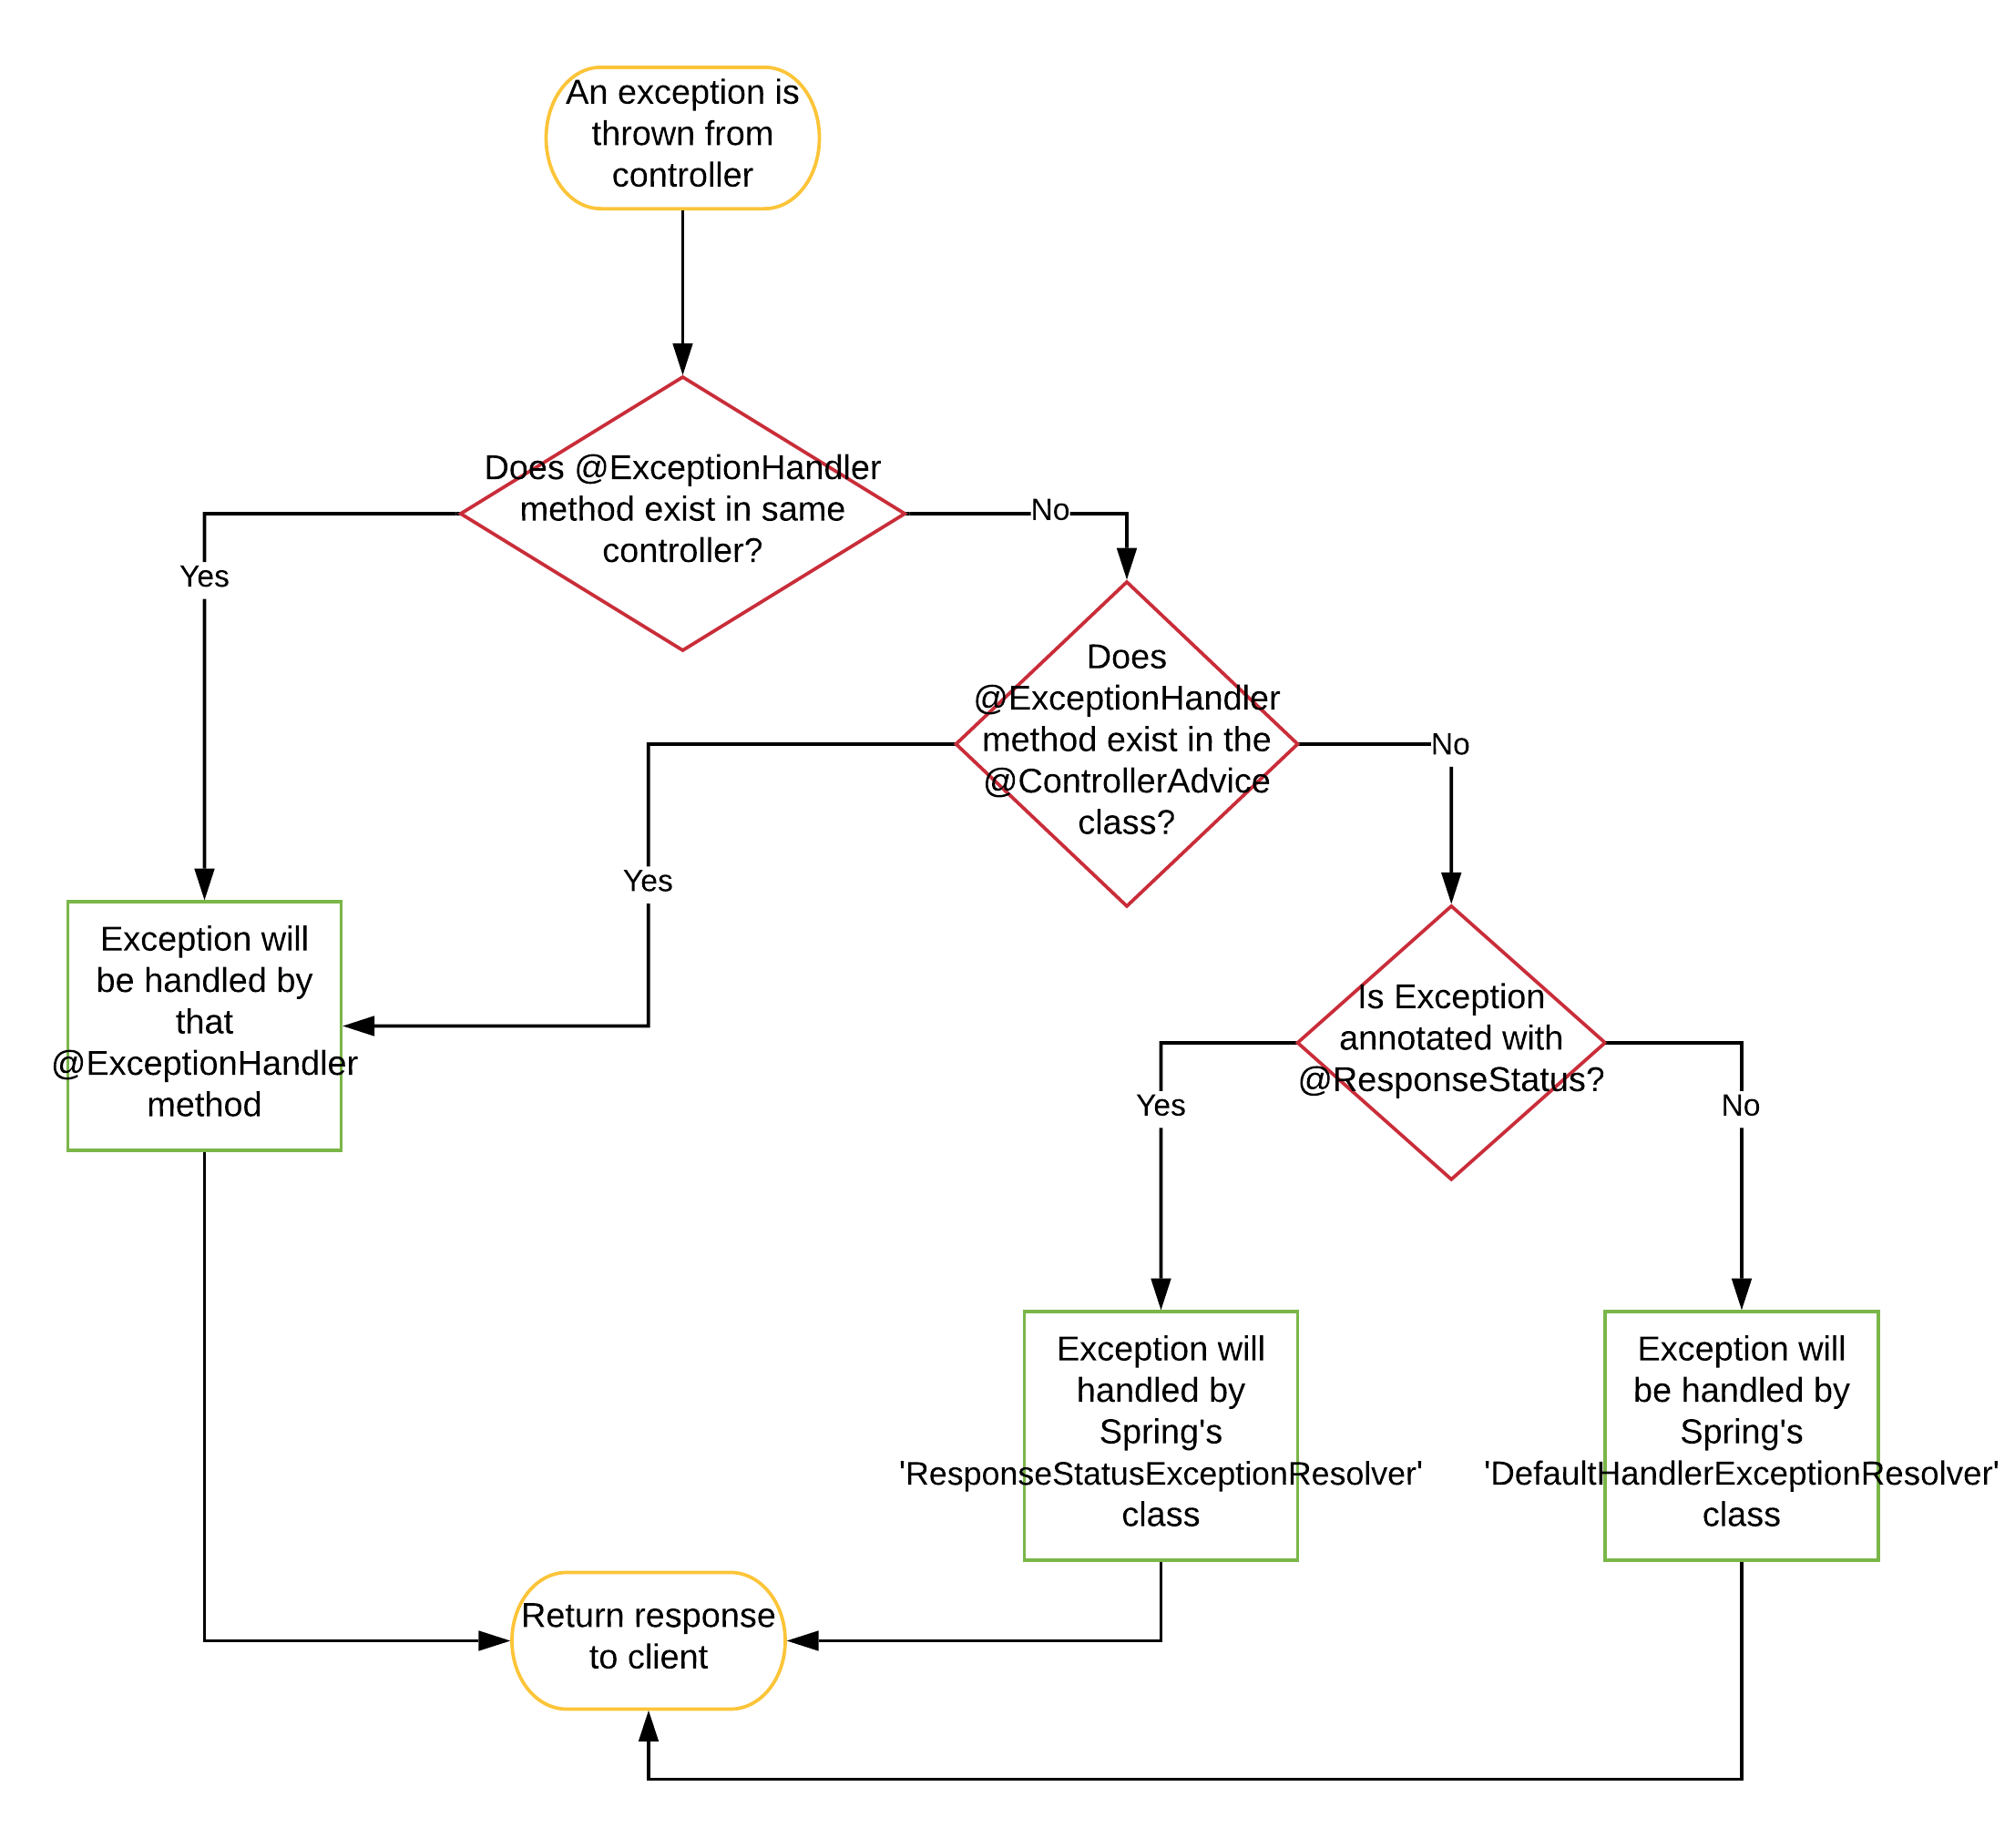 An exception is
thrown from
controller
Does @ExceptionHandler
method exist in same
controller?
No
Yes
Does
@ExceptionHandler
method exist in the
@ControllerAdvice
class?
No
Yes
Exception will
be handled by
that
@ExceptionHandler
method
Is Exception
annotated with
@ResponseStatus?
Yes
No
Exception will
handled by
Spring's
'ResponseStatusExceptionResolver'
class
Exception will
be handled by
Spring's
'DefaultHandlerExceptionResolver'
class
Return response
to client